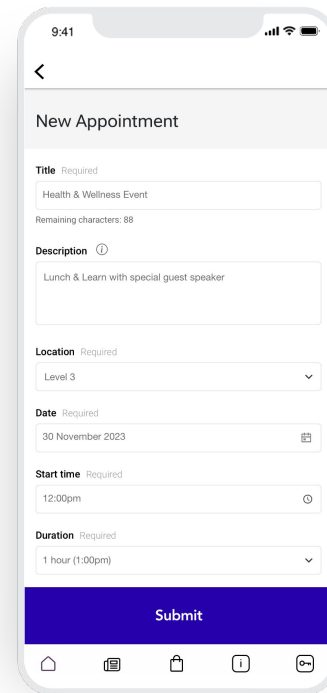 9:41
New Appointment
Title Required
Health & Wellness Event
Remaining characters: 88
Description i
Lunch & Learn with special guest speaker
Location Required
Level 3
Date Required
30 November 2023
Start time Required
12:00pm
Duration Required
1 hour (1:00pm)
Submit
i